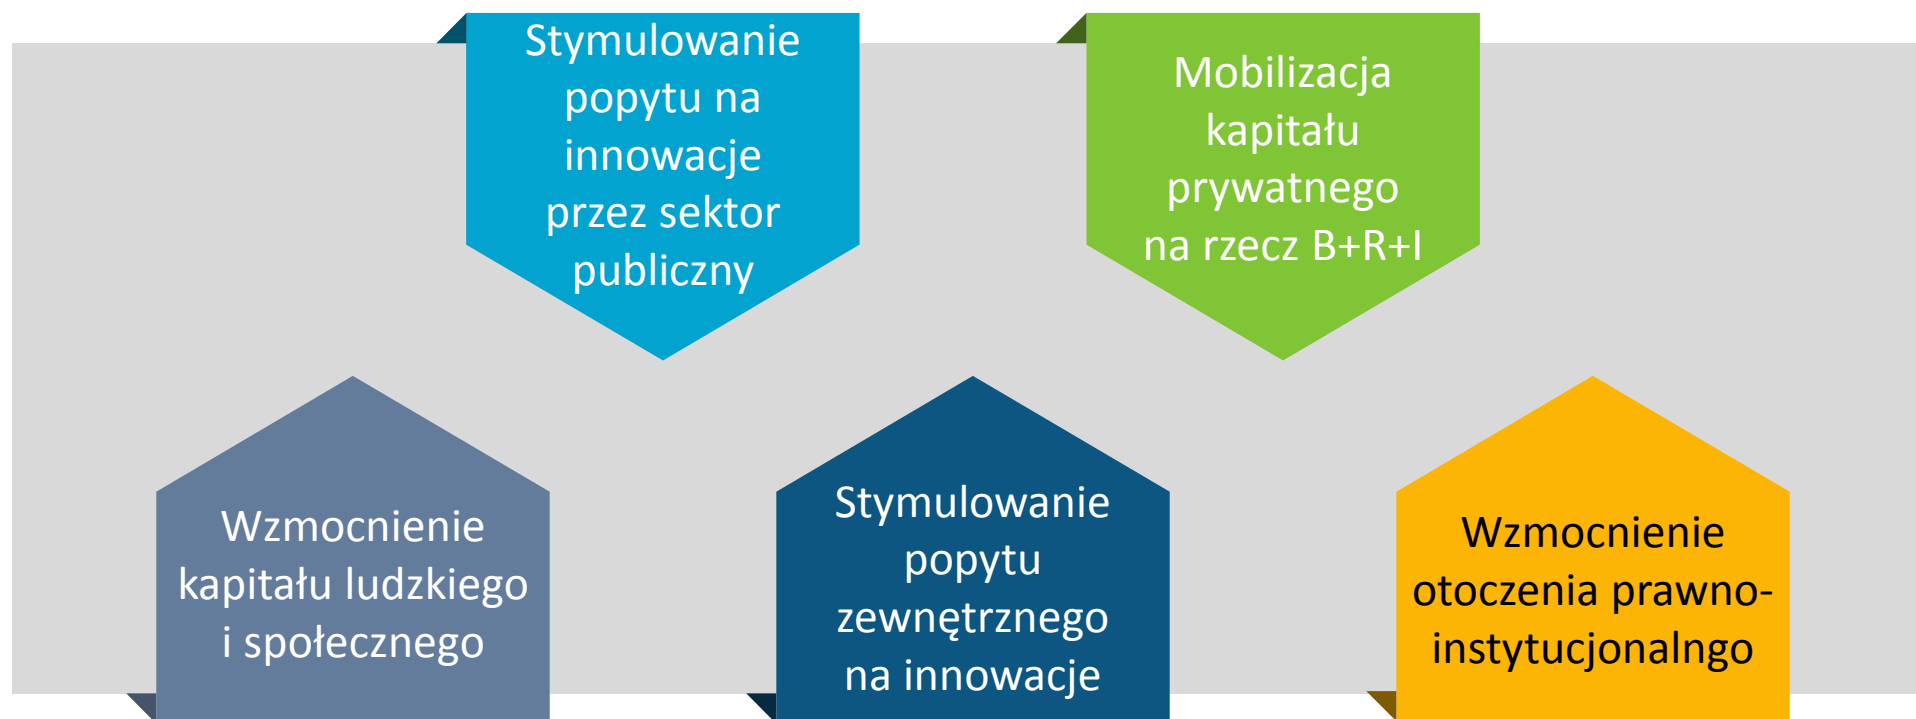 Stymulowanie
popytu na
innowacje
przez sektor
publiczny
Mobilizacja
kapitału
prywatnego
na rzecz B+R+I
Wzmocnienie
kapitału ludzkiego
i społecznego
Stymulowanie
popytu
zewnętrznego
na innowacje
Wzmocnienie
otoczenia prawno-
instytucjonalngo